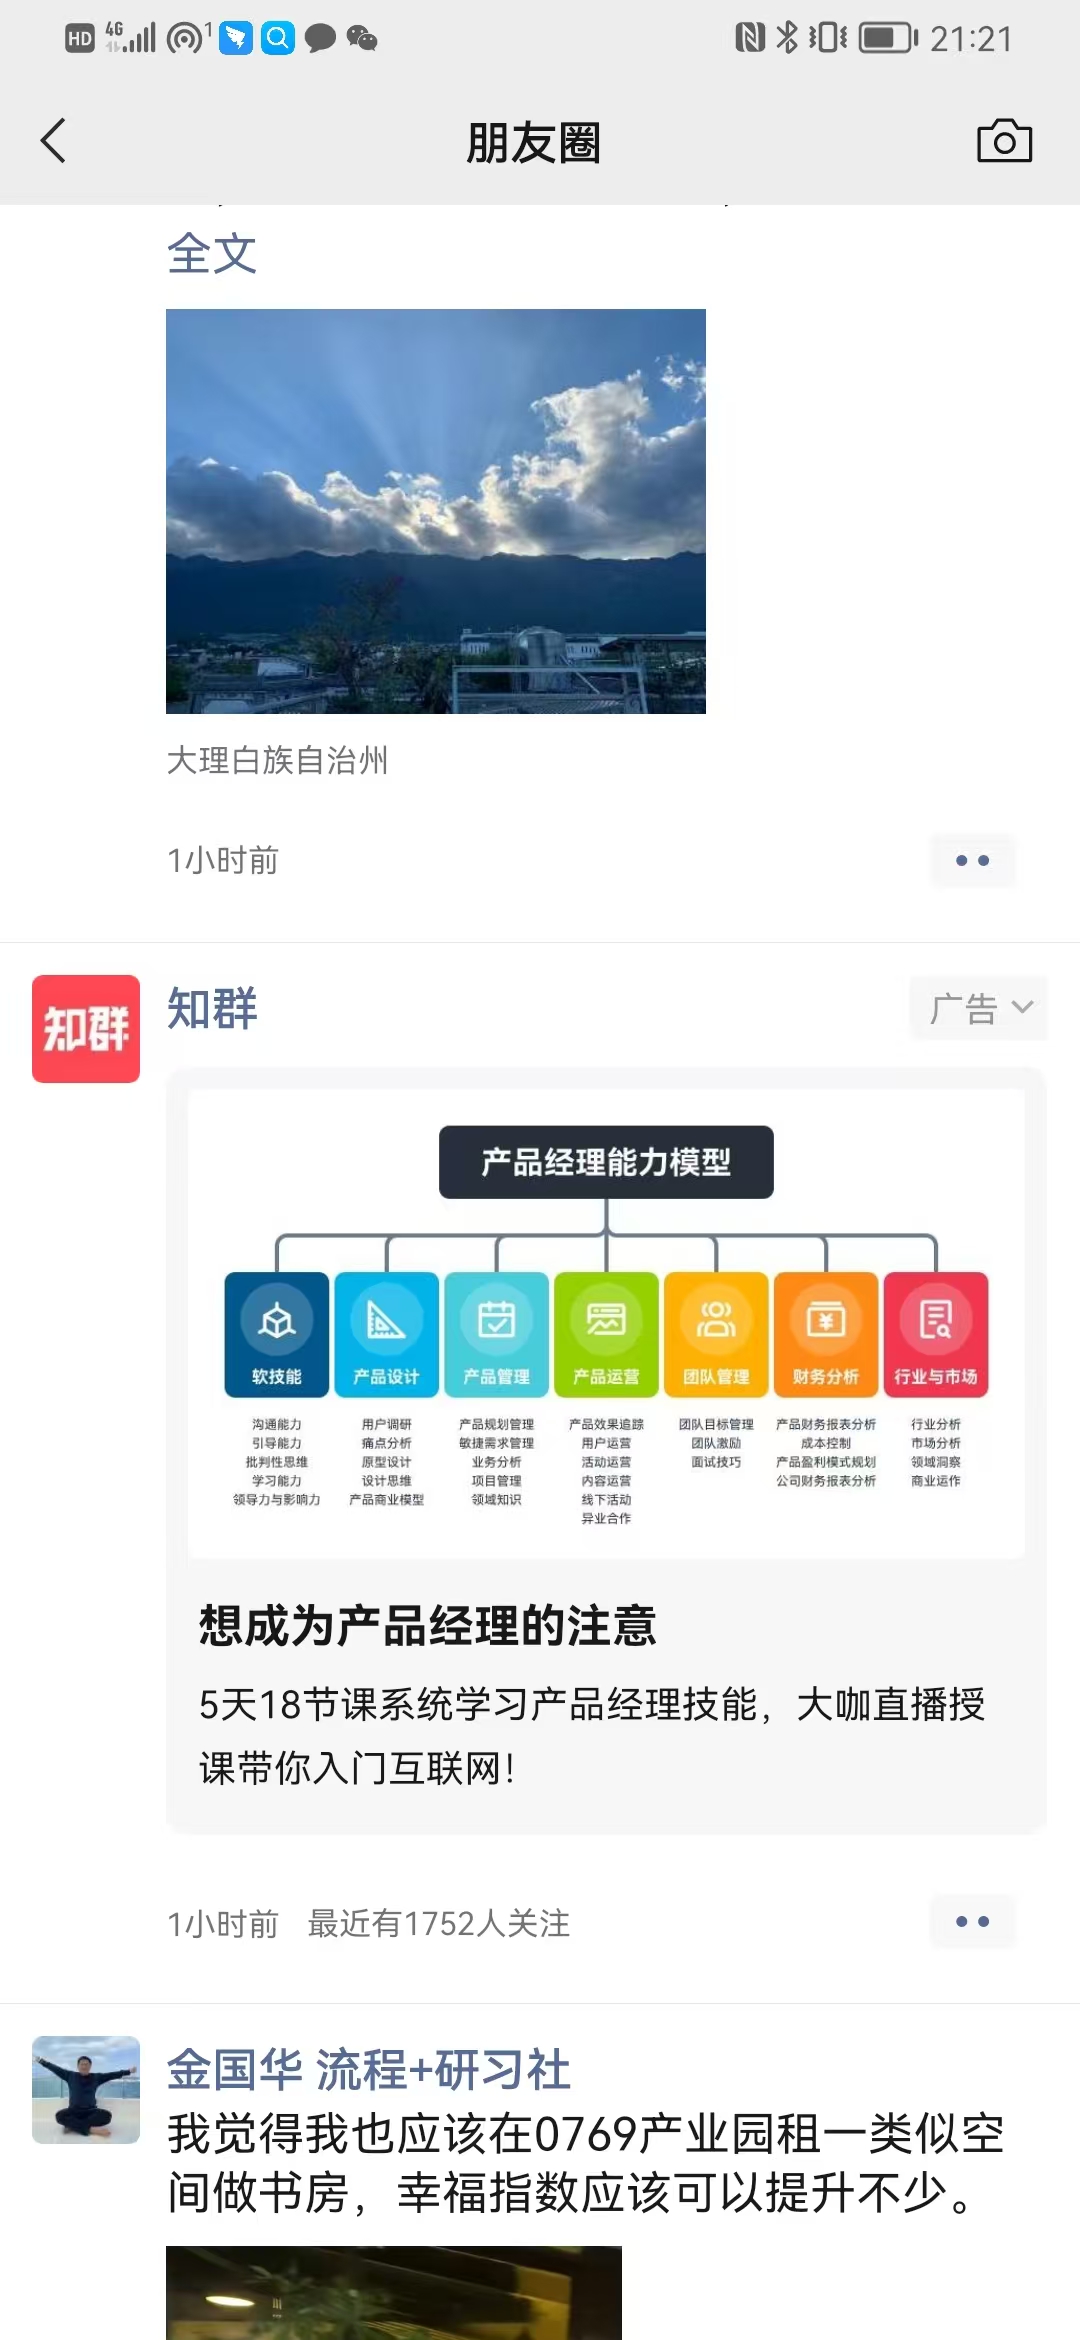 HD 4G 1 21:21
朋友圈
全文
大理白族自治州
1小时前
知群
知群
广告
产品经理能力模型
软技能 产品设计 产品管理 产品运营 团队管理 财务分析 行业与市场
沟通能力 用户调研 产品规划管理 产品效果追踪 团队目标管理 产品财务报表分析 行业分析
引导能力 痛点分析 敏捷需求管理 用户运营 团队激励 成本控制 市场分析
批判性思维 原型设计 业务分析 活动运营 面试技巧 产品盈利模式规划 领域洞察
学习能力 设计思维 项目管理 内容运营 公司财务报表分析 商业运作
领导力与影响力 产品商业模型 领域知识 线下活动
异业合作
想成为产品经理的注意
5天18节课系统学习产品经理技能，大咖直播授
课带你入门互联网！
1小时前 最近有1752人关注
金国华 流程+研习社
我觉得我也应该在0769产业园租一类似空
间做书房，幸福指数应该可以提升不少。